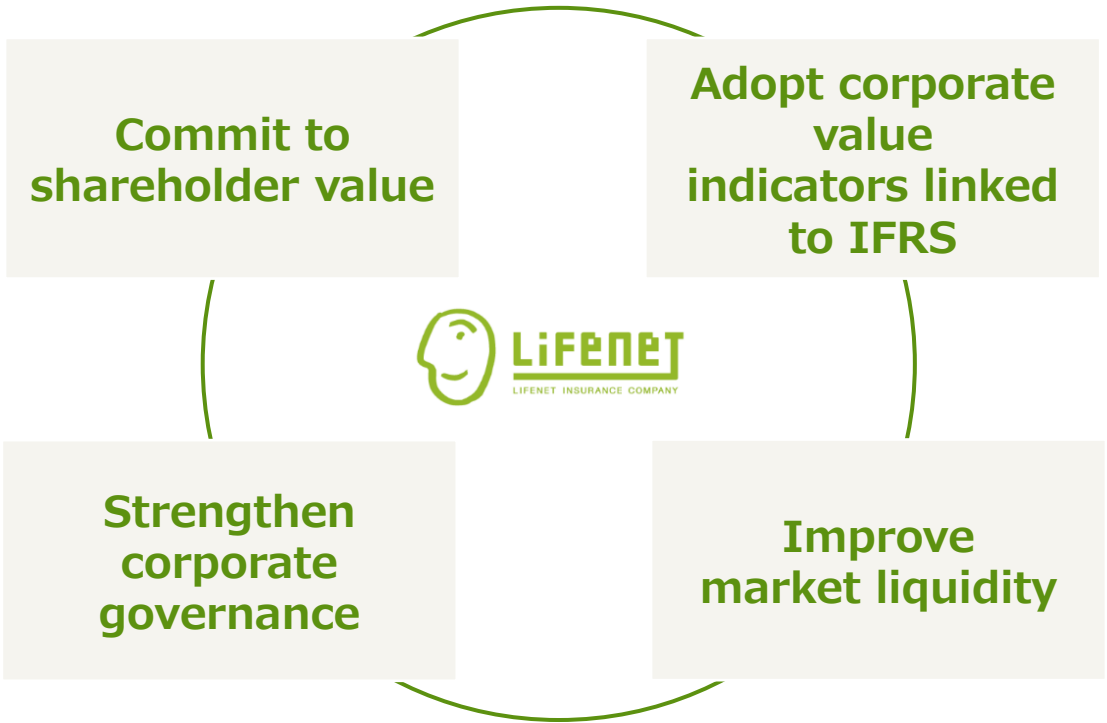 Commit to
shareholder value
Adopt corporate
value
indicators linked
to IFRS
LiFENET
LIFENET INSURANCE COMPANY
Strengthen
corporate
governance
Improve
market liquidity